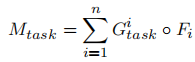 M_{task} = \sum_{i=1}^{n} G_{task}^{i} \circ F_i